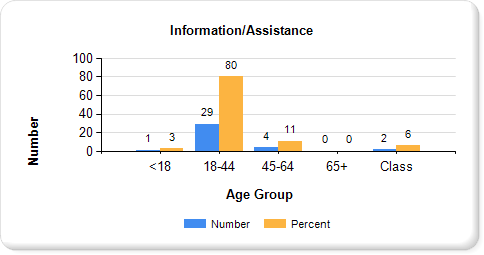 Information/Assistance
Number
100
80
60
40
20
0
1 3 29 80 4 11 0 0 2 6
<18 18-44 45-64 65+ Class
Age Group
Number Percent